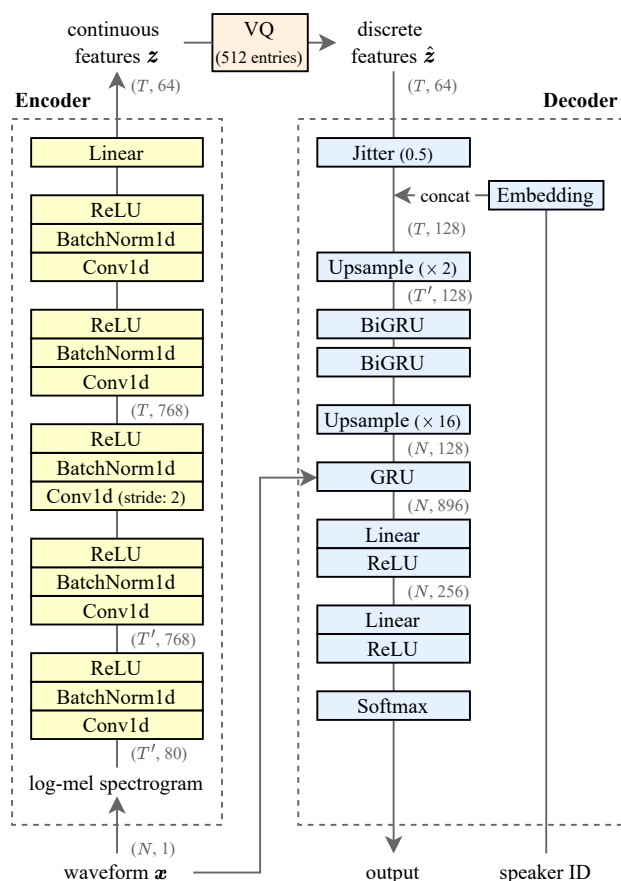 continuous
features z
VQ
(512 entries)
discrete
features ẑ
(T, 64)
(T, 64)
Encoder
Decoder
Linear
ReLU
BatchNorm1d
Conv1d
ReLU
BatchNorm1d
Conv1d
(T, 768)
ReLU
BatchNorm1d
Conv1d (stride: 2)
ReLU
BatchNorm1d
Conv1d
(T′, 768)
ReLU
BatchNorm1d
Conv1d
(T′, 80)
log-mel spectrogram
(N, 1)
waveform x
Jitter (0.5)
concat
Embedding
(T, 128)
Upsample (× 2)
(T′, 128)
BiGRU
BiGRU
Upsample (× 16)
(N, 128)
GRU
(N, 896)
Linear
ReLU
(N, 256)
Linear
ReLU
Softmax
output
speaker ID